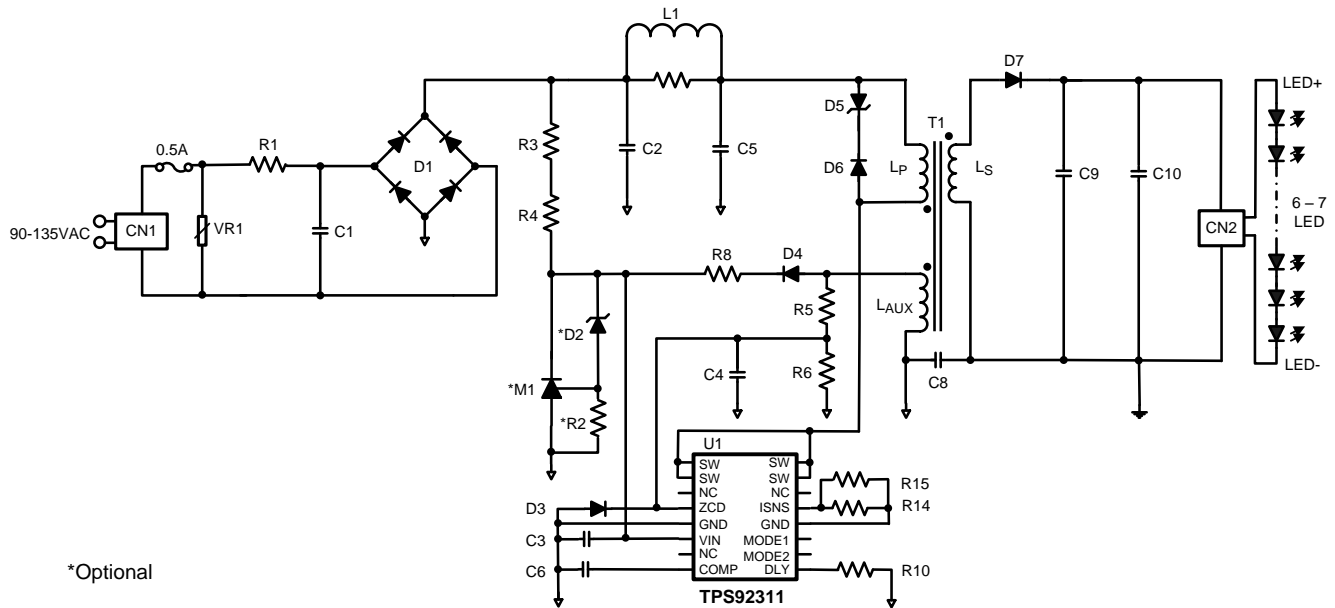 L1
D7
LED+
D5
T1
0.5A
R1
R3
D1
C2
C5
D6
LP
LS
C9
C10
6 – 7
LED
R4
90-135VAC
CN1
VR1
C1
CN2
R8
D4
R5
LAUX
*D2
C4
R6
C8
LED-
*M1
*R2
U1
SW
SW
SW
SW
NC
NC
R15
D3
ZCD
ISNS
R14
GND
GND
C3
VIN
MODE1
NC
MODE2
C6
COMP
DLY
R10
*Optional
TPS92311